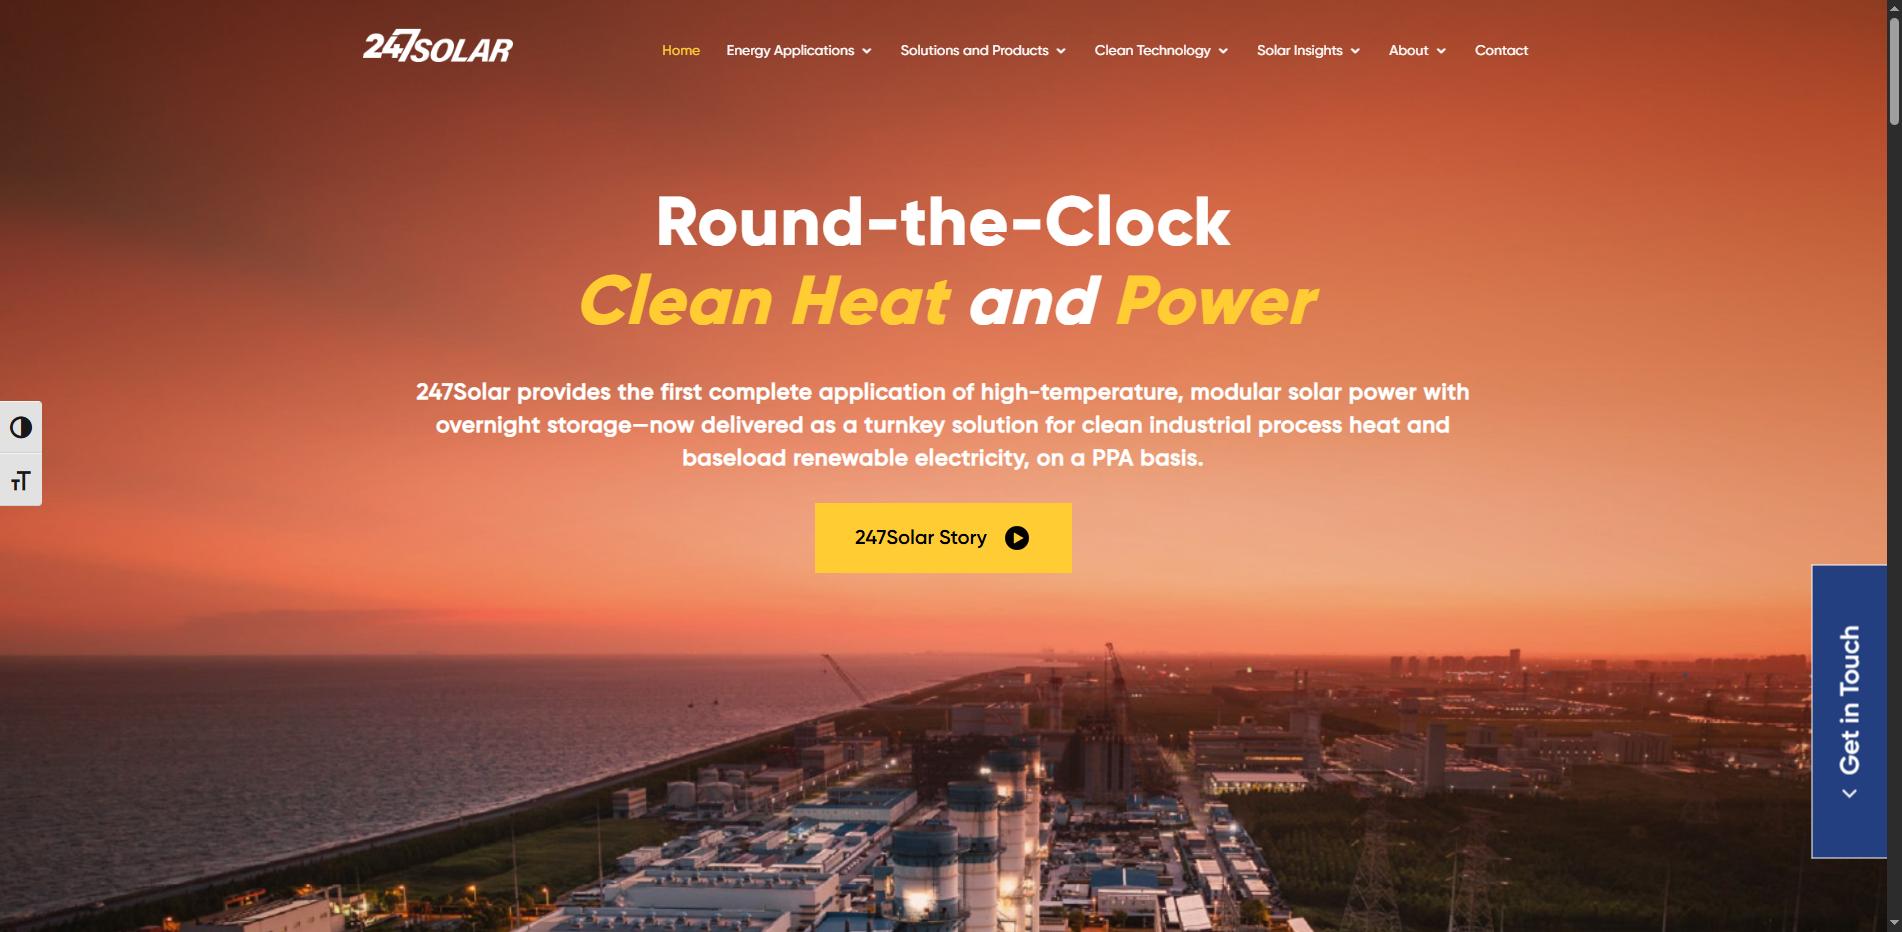 247SOLAR
Home Energy Applications Solutions and Products Clean Technology Solar Insights About Contact
Round-the-Clock
Clean Heat and Power
247Solar provides the first complete application of high-temperature, modular solar power with
overnight storage—now delivered as a turnkey solution for clean industrial process heat and
baseload renewable electricity, on a PPA basis.
247Solar Story
TT
Get in Touch